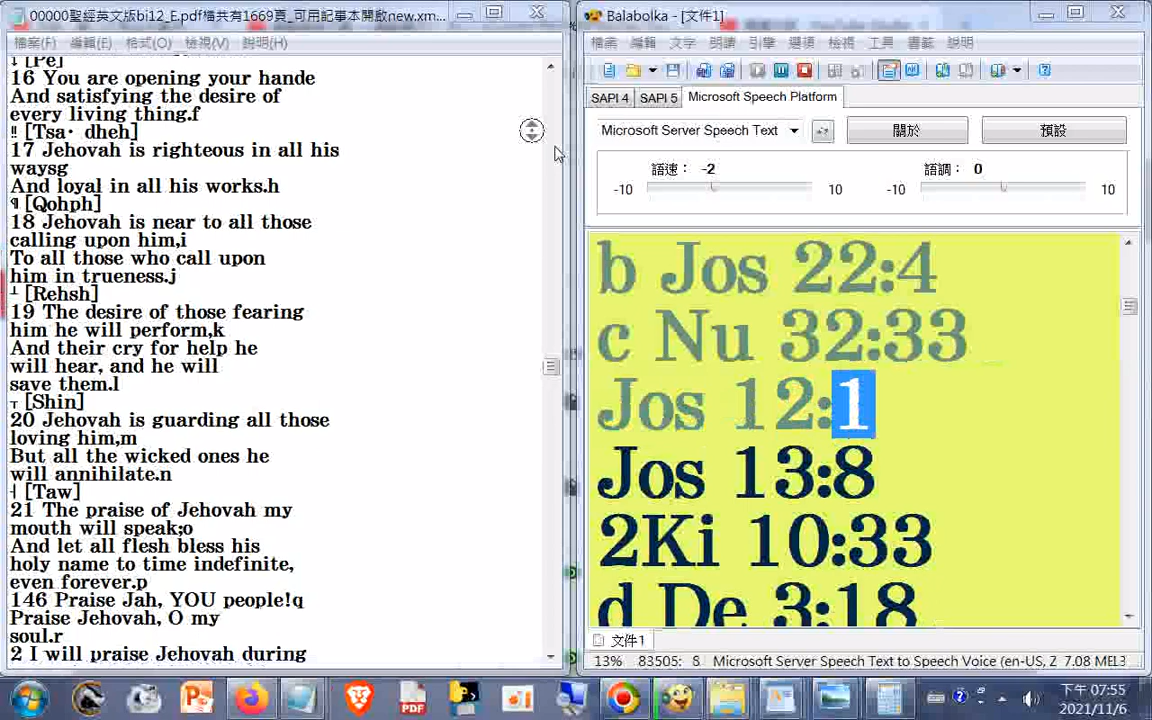 00000聖經英文版bi12_E.pdf檔共有1669頁_可用記事本開啟new.xm...
檔案(F) 編輯(E) 格式(O) 檢視(V) 說明(H)
[Pe]
16 You are opening your hande
And satisfying the desire of
every living thing.f
‼ [Tsa· dheh]
17 Jehovah is righteous in all his
waysg
And loyal in all his works.h
¶ [Qohph]
18 Jehovah is near to all those
calling upon him,i
To all those who call upon
him in trueness.j
┴ [Rehsh]
19 The desire of those fearing
him he will perform,k
And their cry for help he
will hear, and he will
save them.l
┬ [Shin]
20 Jehovah is guarding all those
loving him,m
But all the wicked ones he
will annihilate.n
┤ [Taw]
21 The praise of Jehovah my
mouth will speak;o
And let all flesh bless his
holy name to time indefinite,
even forever.p
146 Praise Jah, YOU people!q
Praise Jehovah, O my
soul.r
2 I will praise Jehovah during
Balabolka - [文件1]
檔案 編輯 文字 朗讀 引擎 選項 檢視 工具 書籤 說明
SAPI 4 SAPI 5 Microsoft Speech Platform
Microsoft Server Speech Text 關於 預設
語速： -2 語調： 0
-10 10 -10 10
b Jos 22:4
c Nu 32:33
Jos 12:1
Jos 13:8
2Ki 10:33
d De 3:18
文件1
13% 83505: 8 Microsoft Server Speech Text to Speech Voice (en-US, Z 7.08 MEL3
PDF
下午 07:55
2021/11/6